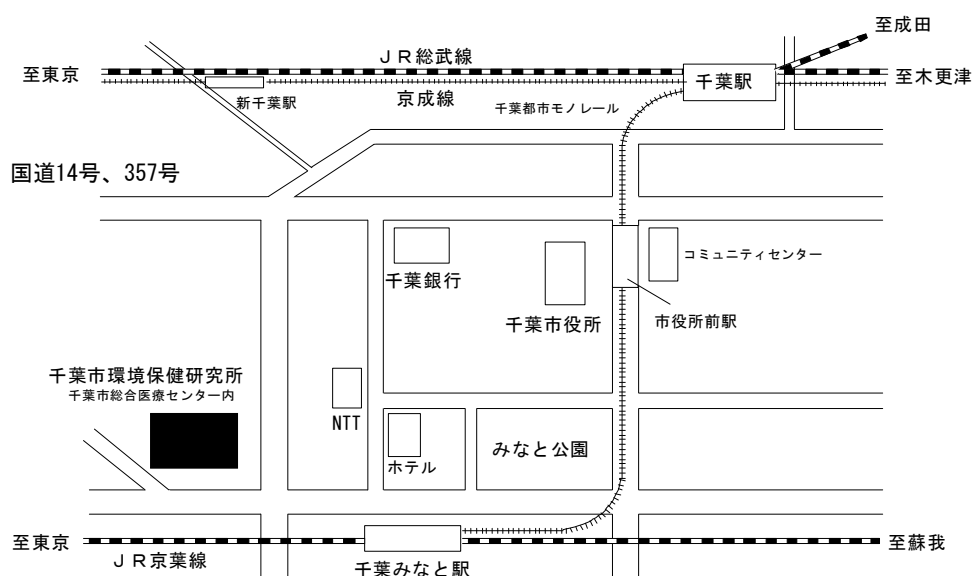 至成田
ＪＲ総武線
至東京
千葉駅
至木更津
京成線
新千葉駅
千葉都市モノレール
国道14号、357号
コミュニティセンター
千葉銀行
千葉市役所
市役所前駅
千葉市環境保健研究所
千葉市総合医療センター内
NTT
みなと公園
ホテル
至東京
至蘇我
ＪＲ京葉線
千葉みなと駅